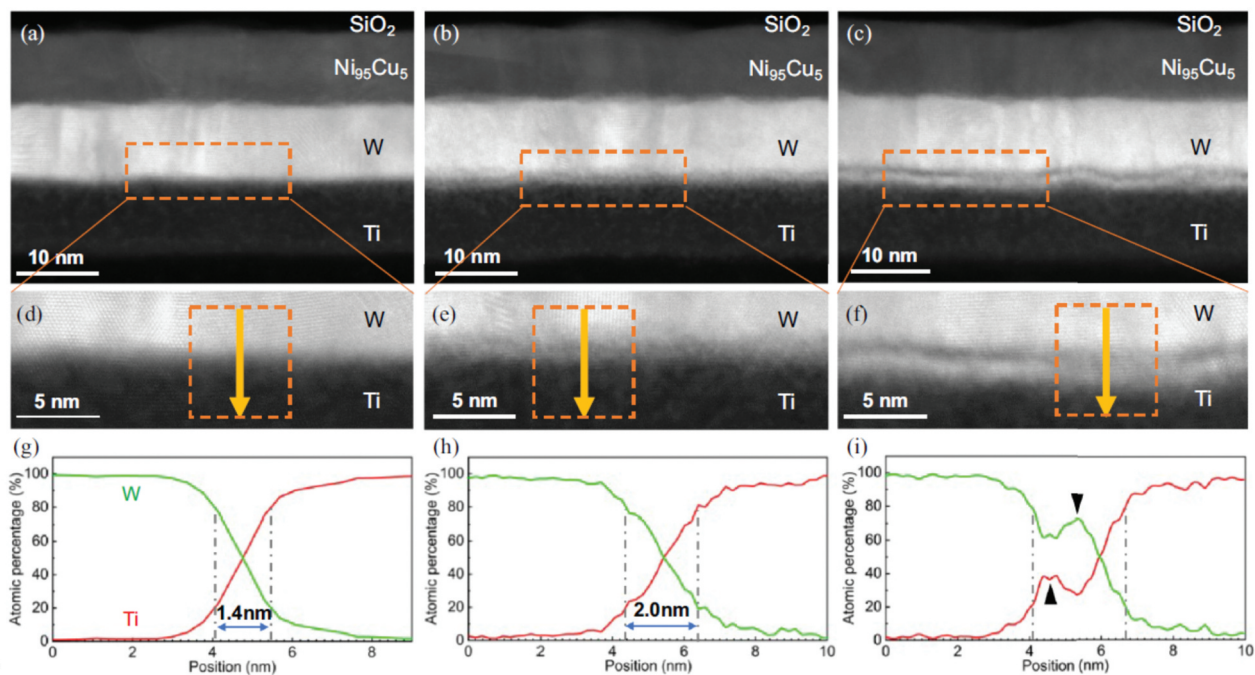 (a)
SiO₂
Ni₉₅Cu₅
W
Ti
10 nm
(b)
SiO₂
Ni₉₅Cu₅
W
Ti
10 nm
(c)
SiO₂
Ni₉₅Cu₅
W
Ti
10 nm
(d)
W
Ti
5 nm
(e)
W
Ti
5 nm
(f)
W
Ti
5 nm
(g)
Atomic percentage (%)
100
80
60
40
20
0
W
Ti
1.4nm
0 2 4 6 8
Position (nm)
(h)
Atomic percentage (%)
100
80
60
40
20
0
2.0nm
0 2 4 6 8 10
Position (nm)
(i)
Atomic percentage (%)
100
80
60
40
20
0
0 2 4 6 8 10
Position (nm)